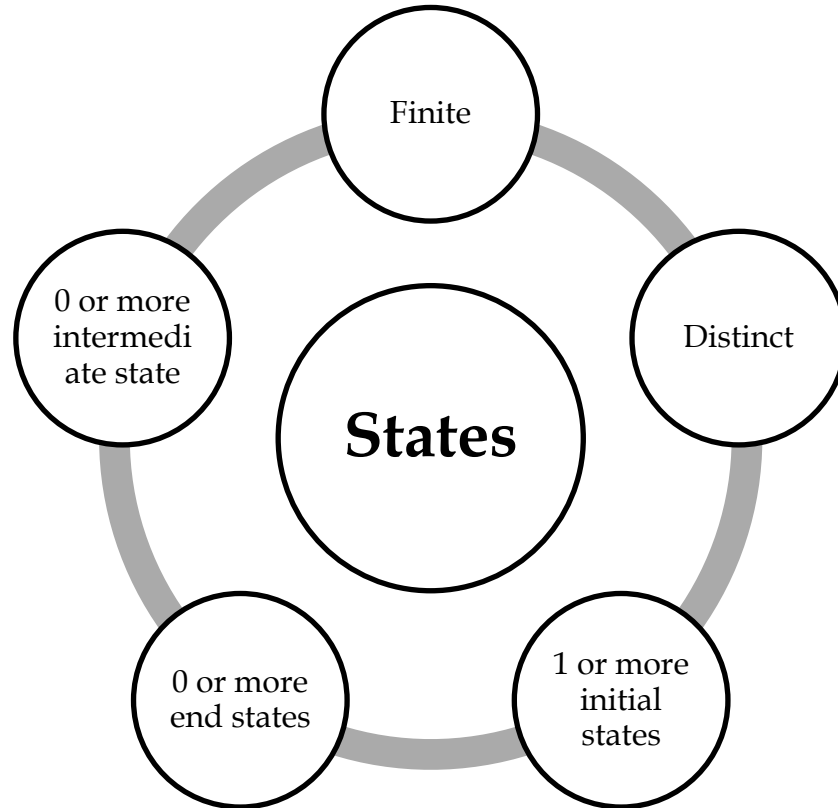 Finite
Distinct
1 or more
initial
states
0 or more
end states
0 or more
intermedi
ate state
States